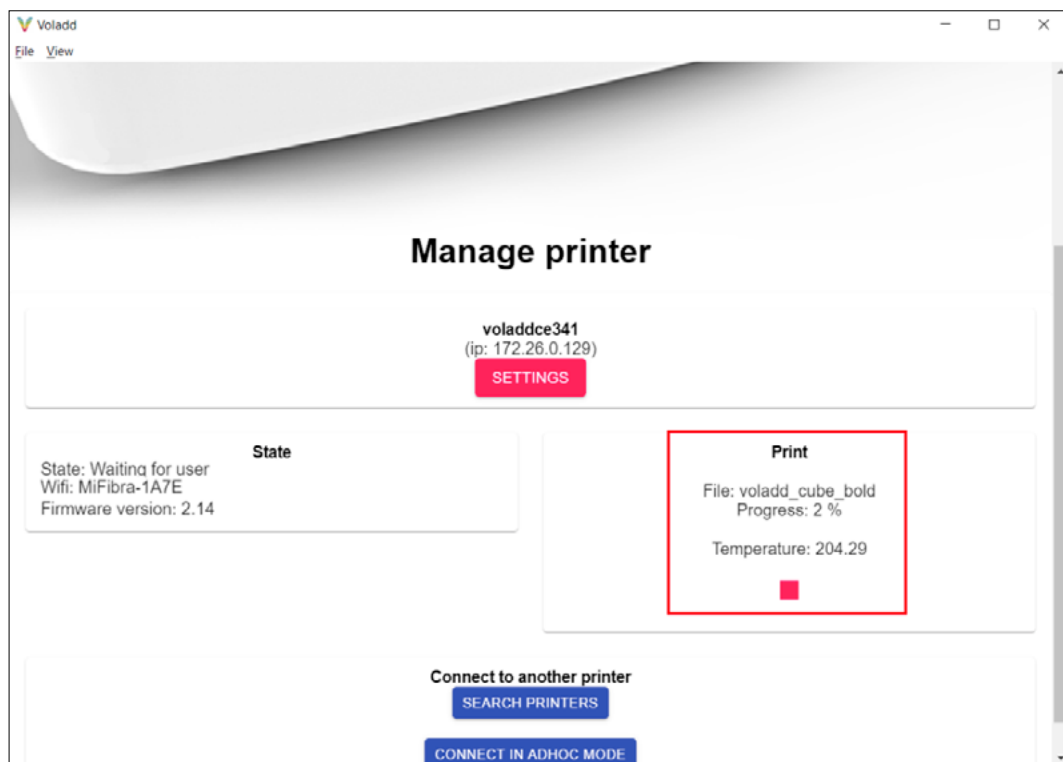 Voladd
File View
Manage printer
voladdce341
(ip: 172.26.0.129)
SETTINGS
State
State: Waiting for user
Wifi: MiFibra-1A7E
Firmware version: 2.14
Print
File: voladd_cube_bold
Progress: 2 %
Temperature: 204.29
Connect to another printer
SEARCH PRINTERS
CONNECT IN ADHOC MODE